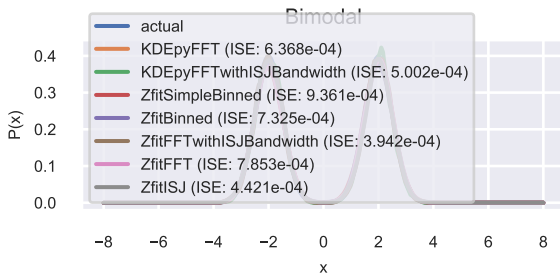 Bimodal
actual
KDEpyFFT (ISE: 6.368e-04)
KDEpyFFTwithISJBandwidth (ISE: 5.002e-04)
ZfitSimpleBinned (ISE: 9.361e-04)
ZfitBinned (ISE: 7.325e-04)
ZfitFFTwithISJBandwidth (ISE: 3.942e-04)
ZfitFFT (ISE: 7.853e-04)
ZfitISJ (ISE: 4.421e-04)
P(x)
0.4
0.3
0.2
0.1
0.0
−8 −6 −4 −2 0 2 4 6 8
x